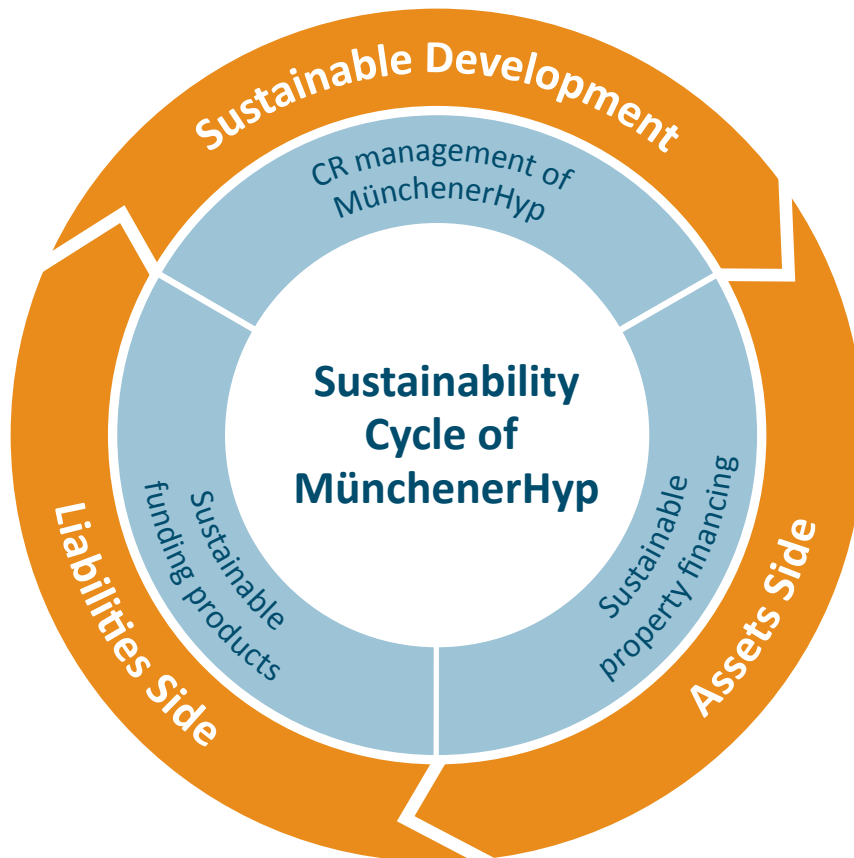 Sustainable Development
CR management of
MünchenerHyp
Sustainability
Cycle of
MünchenerHyp
Sustainable
property financing
Assets Side
Sustainable
funding products
Liabilities Side